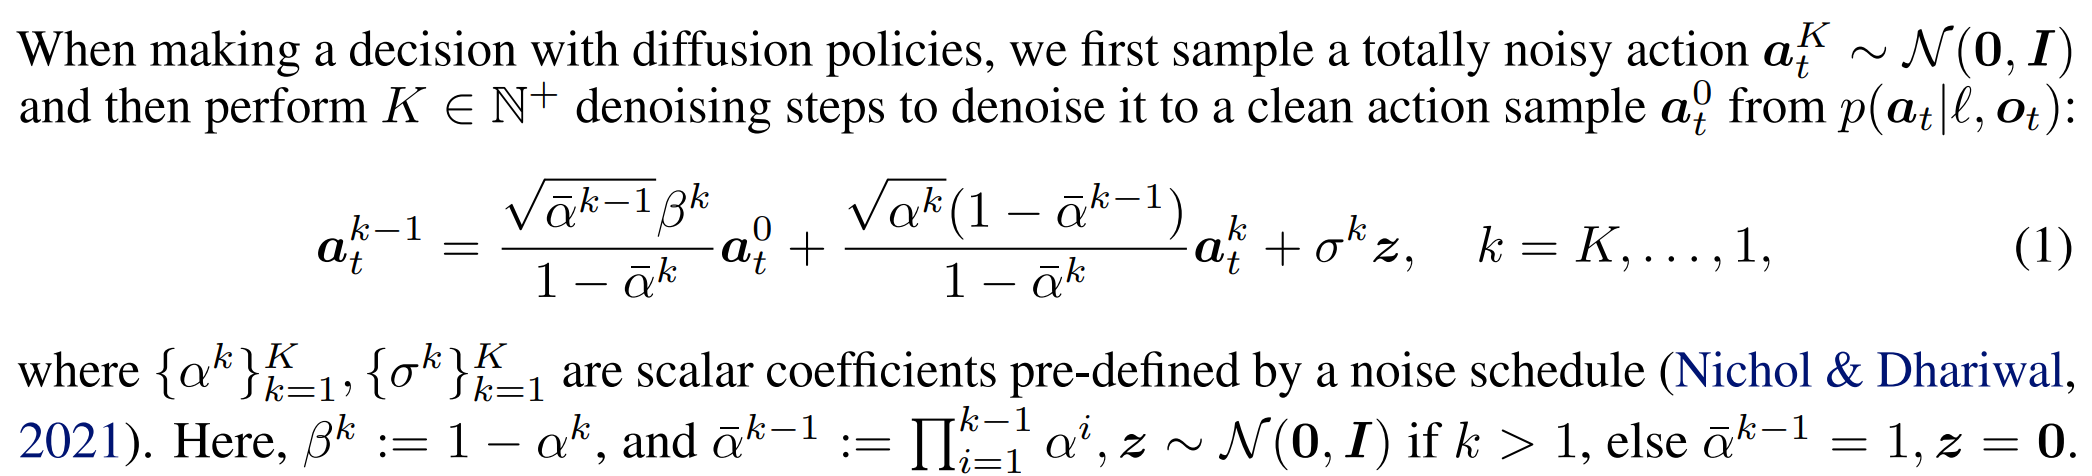 When making a decision with diffusion policies, we first sample a totally noisy action $\boldsymbol{a}_t^K \sim \mathcal{N}(\mathbf{0}, \boldsymbol{I})$
and then perform $K \in \mathbb{N}^+$ denoising steps to denoise it to a clean action sample $\boldsymbol{a}_t^0$ from $p(\boldsymbol{a}_t|\ell, \boldsymbol{o}_t)$:
$\boldsymbol{a}_t^{k-1} = \frac{\sqrt{\bar{\alpha}^{k-1}}\beta^k}{1 - \bar{\alpha}^k}\boldsymbol{a}_t^0 + \frac{\sqrt{\alpha^k}(1 - \bar{\alpha}^{k-1})}{1 - \bar{\alpha}^k}\boldsymbol{a}_t^k + \sigma^k \boldsymbol{z}, \quad k = K, \ldots, 1,$ (1)
where $\{\alpha^k\}_{k=1}^K, \{\sigma^k\}_{k=1}^K$ are scalar coefficients pre-defined by a noise schedule (Nichol & Dhariwal,
2021). Here, $\beta^k := 1 - \alpha^k$, and $\bar{\alpha}^{k-1} := \prod_{i=1}^{k-1} \alpha^i, \boldsymbol{z} \sim \mathcal{N}(\mathbf{0}, \boldsymbol{I})$ if $k > 1$, else $\bar{\alpha}^{k-1} = 1, \boldsymbol{z} = \mathbf{0}$.